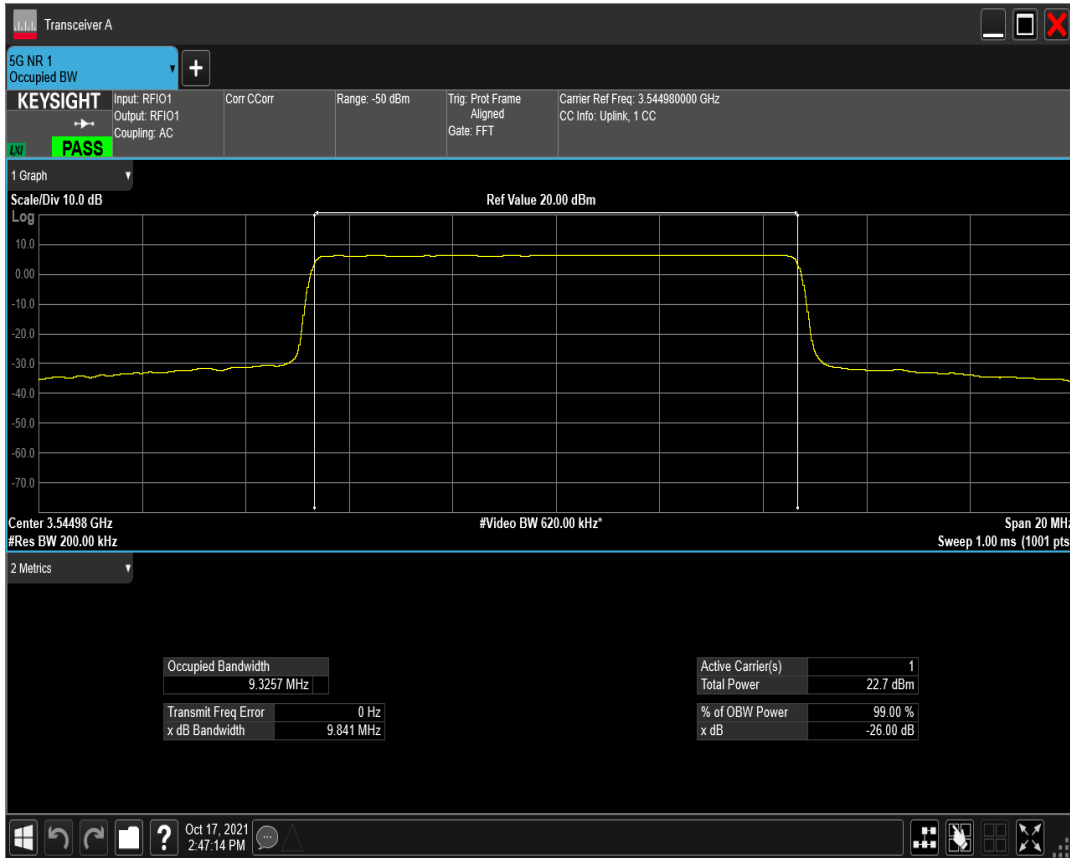 Transceiver A
5G NR 1
Occupied BW
KEYSIGHT
LXI
PASS
Input: RFIO1
Output: RFIO1
Coupling: AC
Corr CCorr
Range: -50 dBm
Trig: Prot Frame
Aligned
Gate: FFT
Carrier Ref Freq: 3.544980000 GHz
CC Info: Uplink, 1 CC
1 Graph
Scale/Div 10.0 dB
Ref Value 20.00 dBm
Log
10.0
0.00
-10.0
-20.0
-30.0
-40.0
-50.0
-60.0
-70.0
Center 3.54498 GHz
#Video BW 620.00 kHz*
Span 20 MHz
#Res BW 200.00 kHz
Sweep 1.00 ms (1001 pts
2 Metrics
Occupied Bandwidth
9.3257 MHz
Transmit Freq Error 0 Hz
x dB Bandwidth 9.841 MHz
Active Carrier(s) 1
Total Power 22.7 dBm
% of OBW Power 99.00 %
x dB -26.00 dB
?
Oct 17, 2021
2:47:14 PM